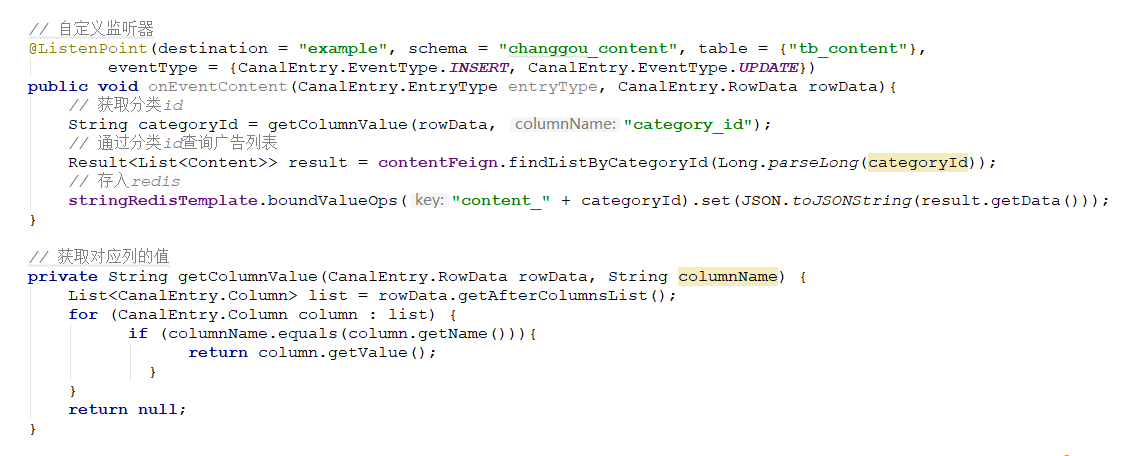 // 自定义监听器
@ListenPoint(destination = "example", schema = "changgou_content", table = {"tb_content"},
eventType = {CanalEntry.EventType.INSERT, CanalEntry.EventType.UPDATE})
public void onEventContent(CanalEntry.EntryType entryType, CanalEntry.RowData rowData){
// 获取分类id
String categoryId = getColumnValue(rowData, columnName: "category_id");
// 通过分类id查询广告列表
Result<List<Content>> result = contentFeign.findListByCategoryId(Long.parseLong(categoryId));
// 存入redis
stringRedisTemplate.boundValueOps( key: "content_" + categoryId).set(JSON.toJSONString(result.getData()));
}
// 获取对应列的值
private String getColumnValue(CanalEntry.RowData rowData, String columnName) {
List<CanalEntry.Column> list = rowData.getAfterColumnsList();
for (CanalEntry.Column column : list) {
if (columnName.equals(column.getName())){
return column.getValue();
}
}
return null;
}